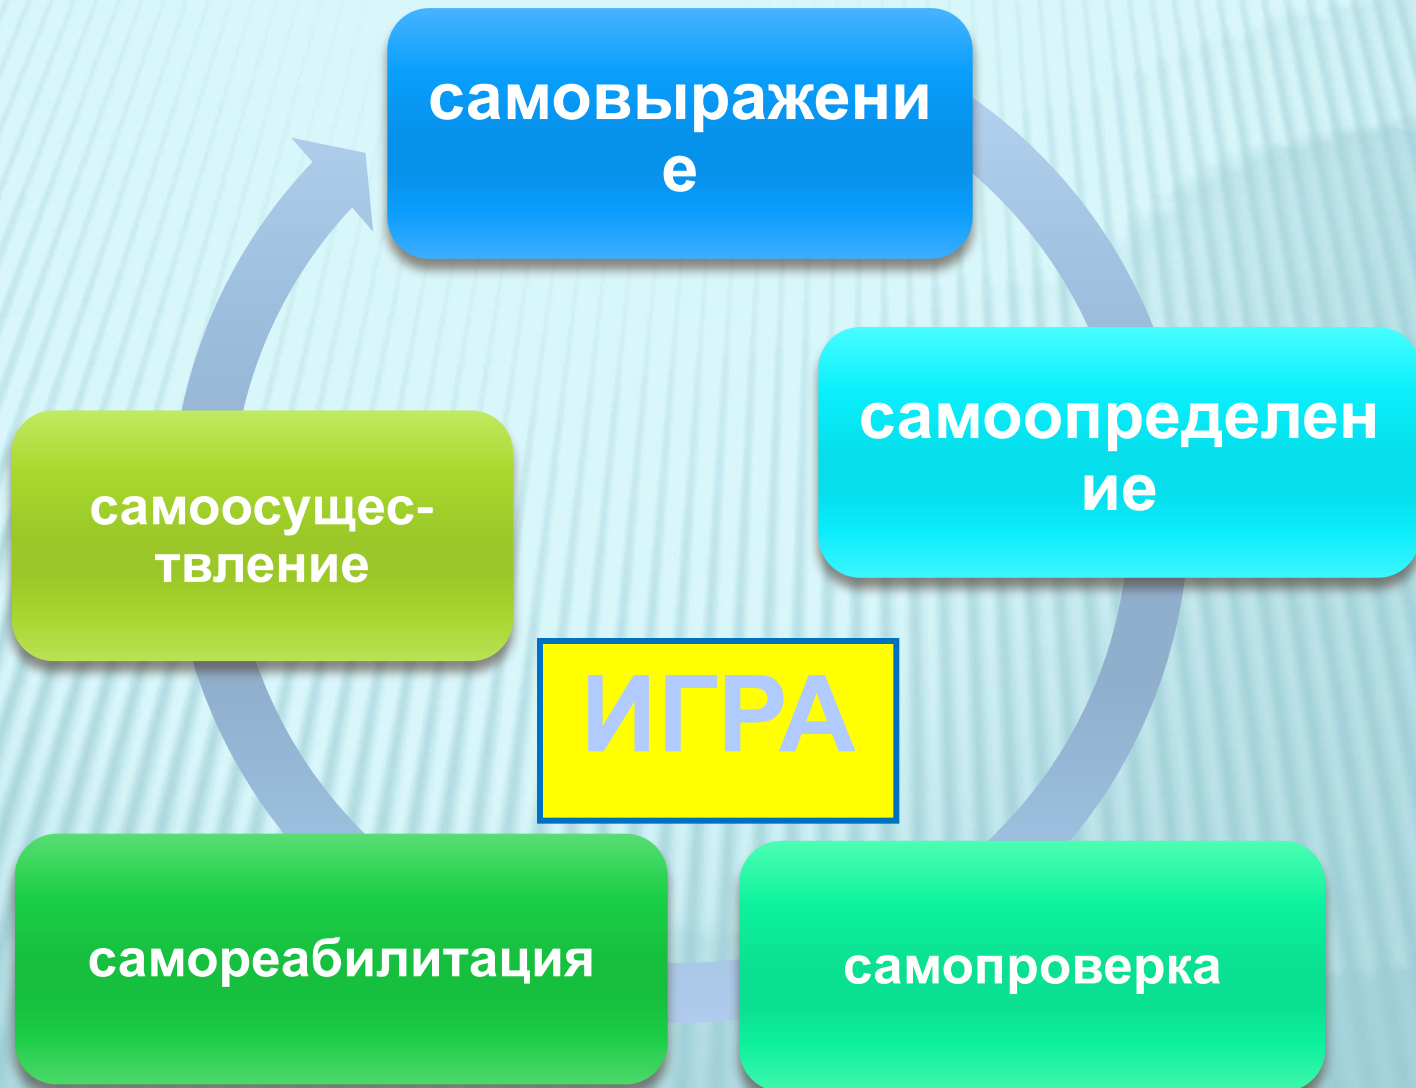 самовыражени
е
самоопределен
ие
самоосущес-
твление
ИГРА
самореабилитация
самопроверка